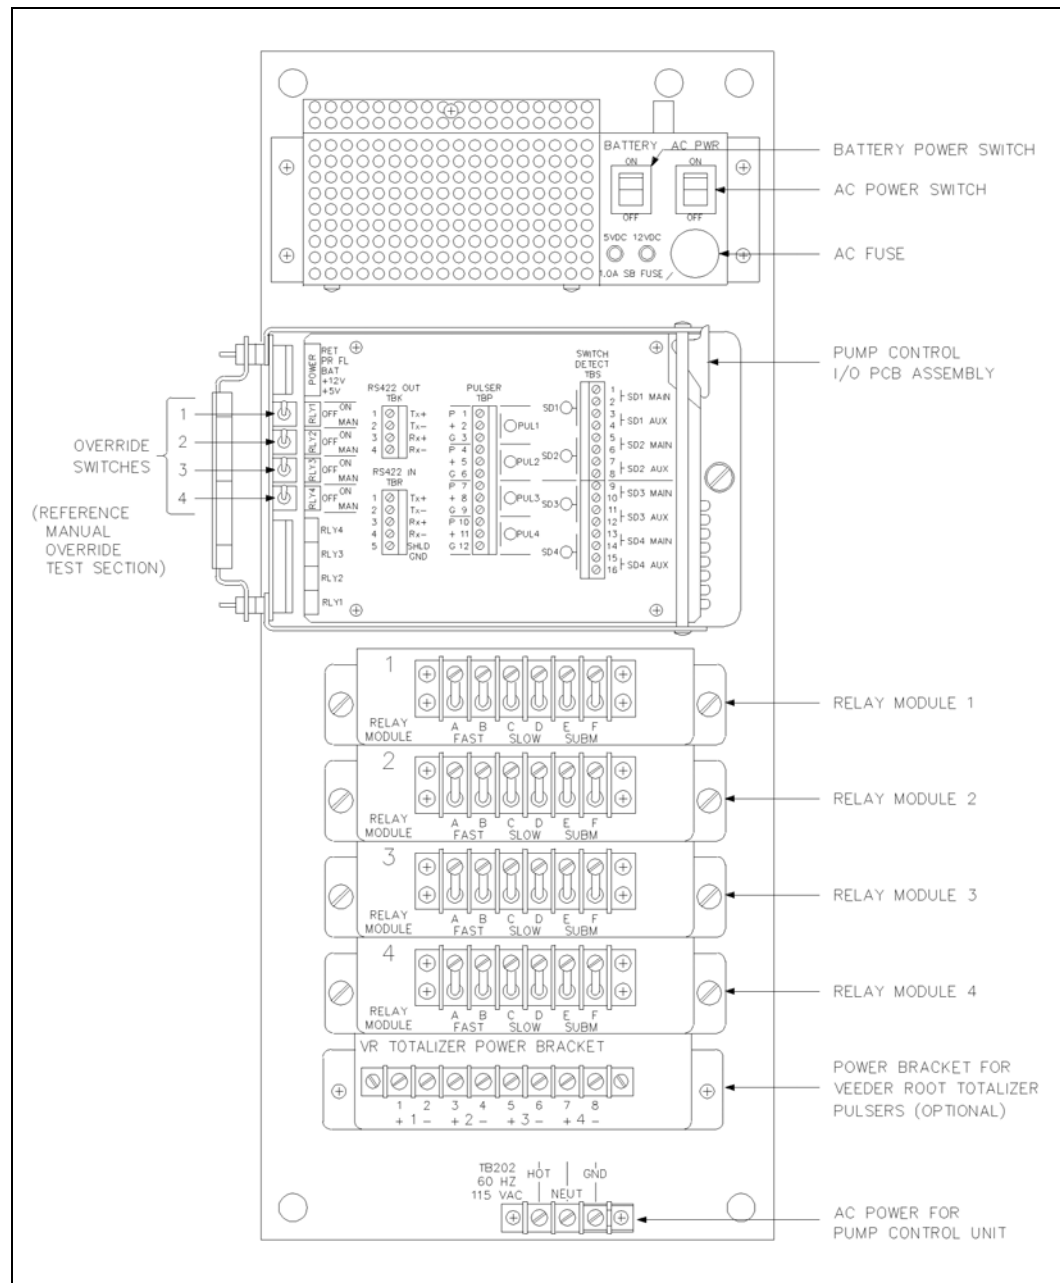 BATTERY AC PWR
ON ON
OFF OFF
5VDC 12VDC
1.0A SB FUSE
BATTERY POWER SWITCH
AC POWER SWITCH
AC FUSE
PUMP CONTROL
I/O PCB ASSEMBLY
OVERRIDE
SWITCHES
1
2
3
4
(REFERENCE
MANUAL
OVERRIDE
TEST SECTION)
POWER
RET
PR FL
BAT
+12V
+5V
RLY1 ON
OFF
MAN
RLY2 ON
OFF
MAN
RLY3 ON
OFF
MAN
RLY4 ON
OFF
MAN
RLY4
RLY3
RLY2
RLY1
RS422 OUT
TBK
1 Tx+
2 Tx-
3 Rx+
4 Rx-
RS422 IN
TBR
1 Tx+
2 Tx-
3 Rx+
4 Rx-
5 SHLD
GND
PULSER
TBP
P 1
+ 2 PUL1
G 3
P 4
+ 5 PUL2
G 6
P 7
+ 8 PUL3
G 9
P 10
+ 11 PUL4
G 12
SWITCH
DETECT
TBS
SD1
SD2
SD3
SD4
1
2 SD1 MAIN
3
4 SD1 AUX
5
6 SD2 MAIN
7
8 SD2 AUX
9
10 SD3 MAIN
11
12 SD3 AUX
13
14 SD4 MAIN
15
16 SD4 AUX
1
RELAY
MODULE
A B C D E F
FAST SLOW SUBM
RELAY MODULE 1
2
RELAY
MODULE
A B C D E F
FAST SLOW SUBM
RELAY MODULE 2
3
RELAY
MODULE
A B C D E F
FAST SLOW SUBM
RELAY MODULE 3
4
RELAY
MODULE
A B C D E F
FAST SLOW SUBM
RELAY MODULE 4
VR TOTALIZER POWER BRACKET
1 2 3 4 5 6 7 8
+ 1 - + 2 - + 3 - + 4 -
POWER BRACKET FOR
VEEDER ROOT TOTALIZER
PULSERS (OPTIONAL)
TB202
60 HZ
115 VAC
HOT GND
NEUT
AC POWER FOR
PUMP CONTROL UNIT